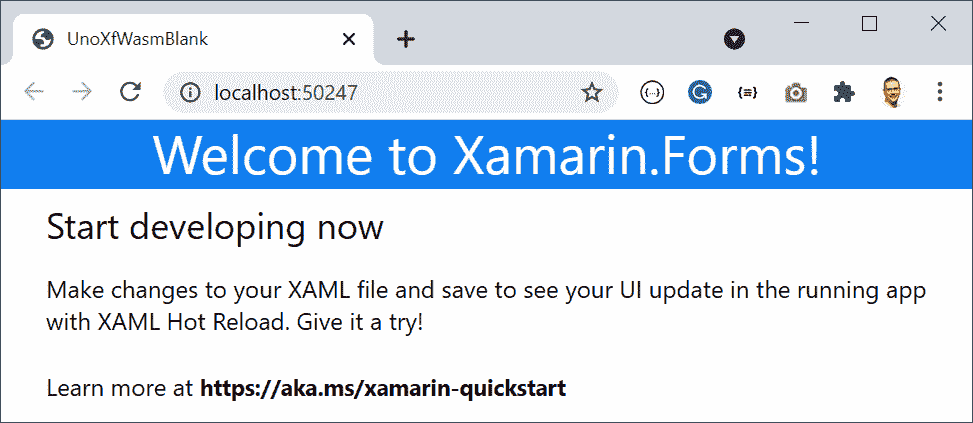 UnoXfWasmBlank
localhost:50247
Welcome to Xamarin.Forms!
Start developing now
Make changes to your XAML file and save to see your UI update in the running app
with XAML Hot Reload. Give it a try!
Learn more at https://aka.ms/xamarin-quickstart